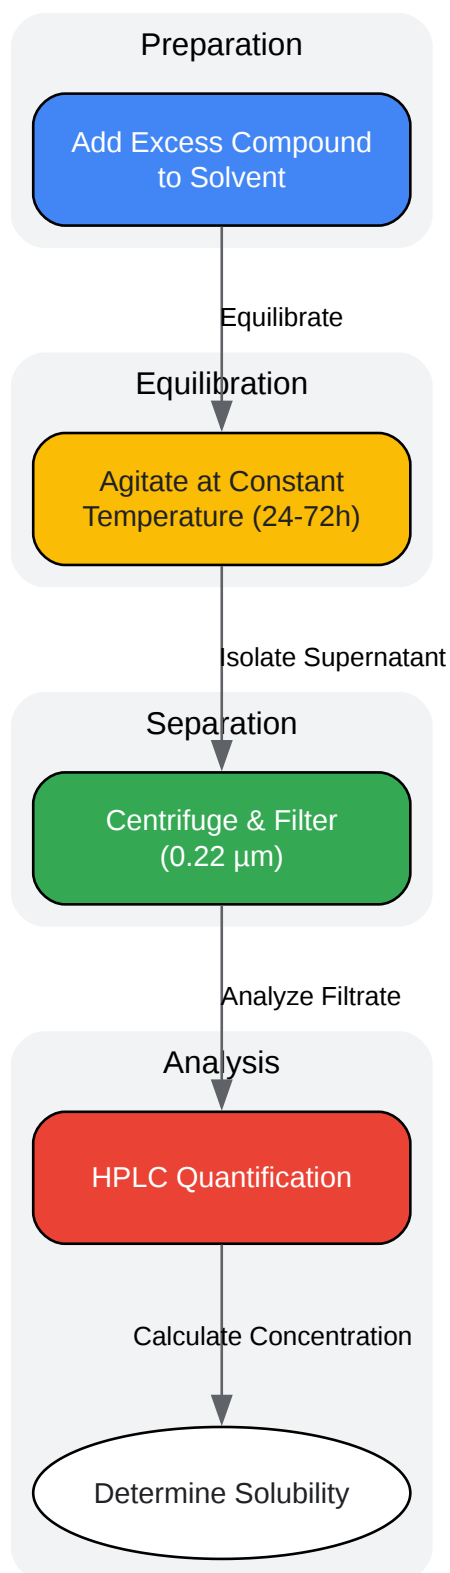 Preparation
Add Excess Compound
to Solvent
Equilibrate
Equilibration
Agitate at Constant
Temperature (24-72h)
Isolate Supernatant
Separation
Centrifuge & Filter
(0.22 µm)
Analyze Filtrate
Analysis
HPLC Quantification
Calculate Concentration
Determine Solubility